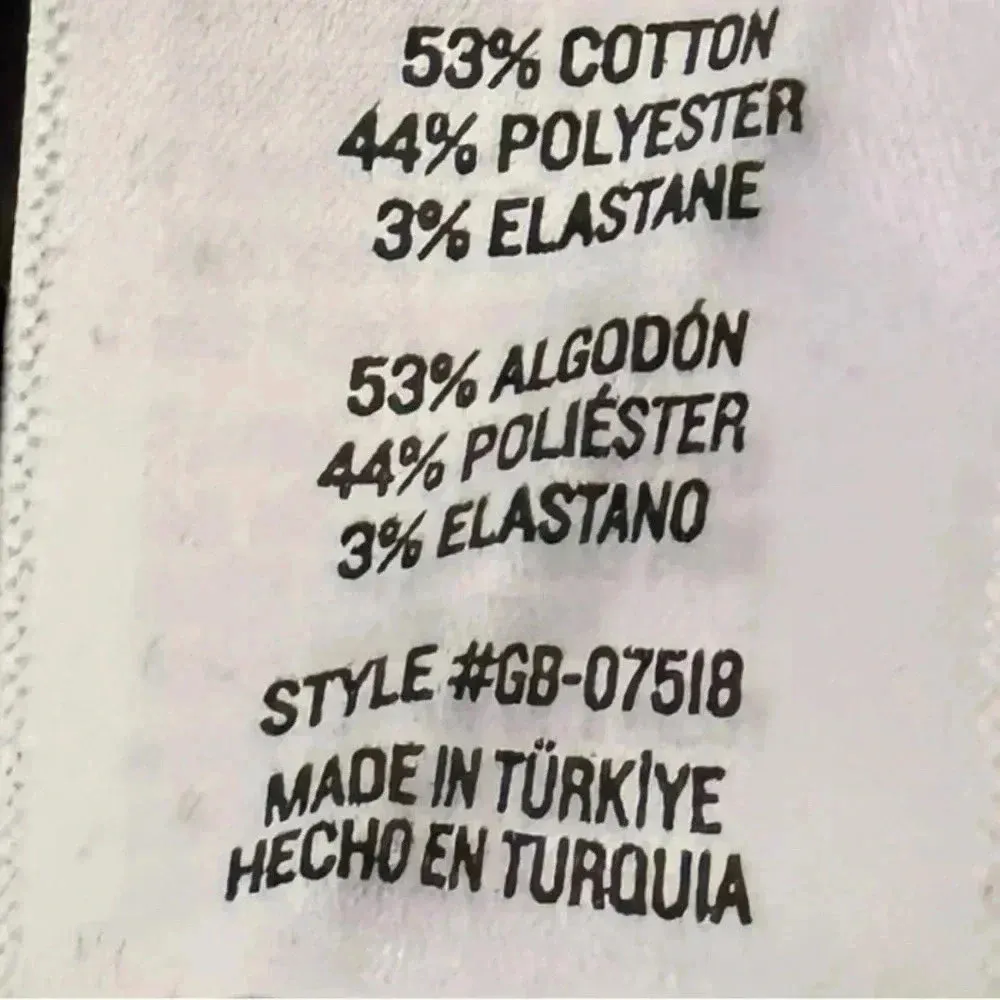 53% COTTON
44% POLYESTER
3% ELASTANE
53% ALGODÓN
44% POLIÉSTER
3% ELASTANO
STYLE #GB-07518
MADE IN TÜRKİYE
HECHO EN TURQUIA